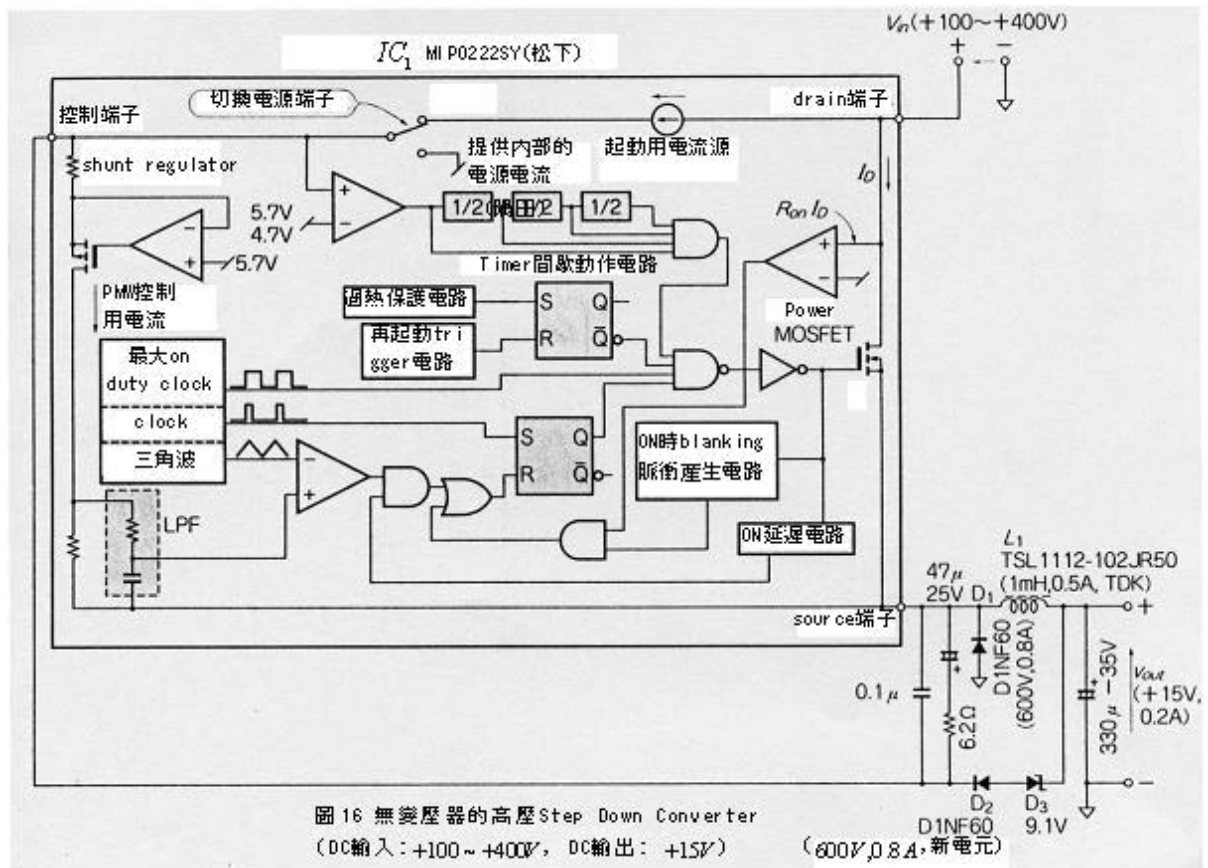 Vin(+100~+400V)
+ −
IC1 MIP0222SY(松下)
切換電源端子
控制端子
drain端子
shunt regulator
提供内部的
電源電流
起動用電流源
ID
+
−
5.7V
4.7V
1/2
1/2
Ron ID
+
−
−
+
5.7V
Timer間歇動作電路
PMW控制
用電流
過熱保護電路
S Q
R Q̄
再起動tri
gger電路
Power
MOSFET
最大on
duty clock
clock
三角波
−
+
S Q
R Q̄
ON時blanking
脈衝產生電路
LPF
ON延遲電路
L1
TSL1112-102JR50
(1mH,0.5A, TDK)
47μ
25V
D1
source端子
+
D1NF60
(600V,0.8A)
0.1μ
+
6.2Ω
+
330μ−35V
Vout
(+15V,
0.2A)
−
D2
D1NF60
D3
9.1V
圖16 無變壓器的高壓Step Down Converter
(DC輸入:+100~+400V, DC輸出: +15V)
(600V,0.8A,新電元)